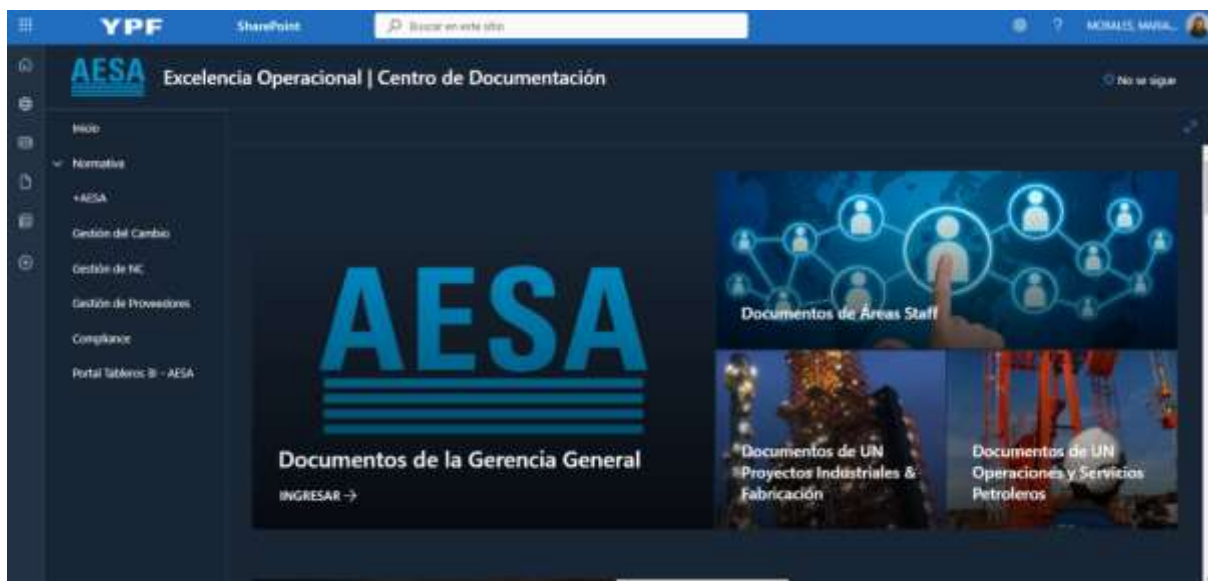 YPF
SharePoint
Buscar en este sitio
?
MORALES, MARIA...
AESA
Excelencia Operacional | Centro de Documentación
No se sigue
Inicio
Normativa
+AESA
Gestión del Cambio
Gestión de NC
Gestión de Proveedores
Compliance
Portal Tableros BI - AESA
AESA
Documentos de la Gerencia General
INGRESAR →
Documentos de Áreas Staff
Documentos de UN
Proyectos Industriales &
Fabricación
Documentos de UN
Operaciones y Servicios
Petroleros